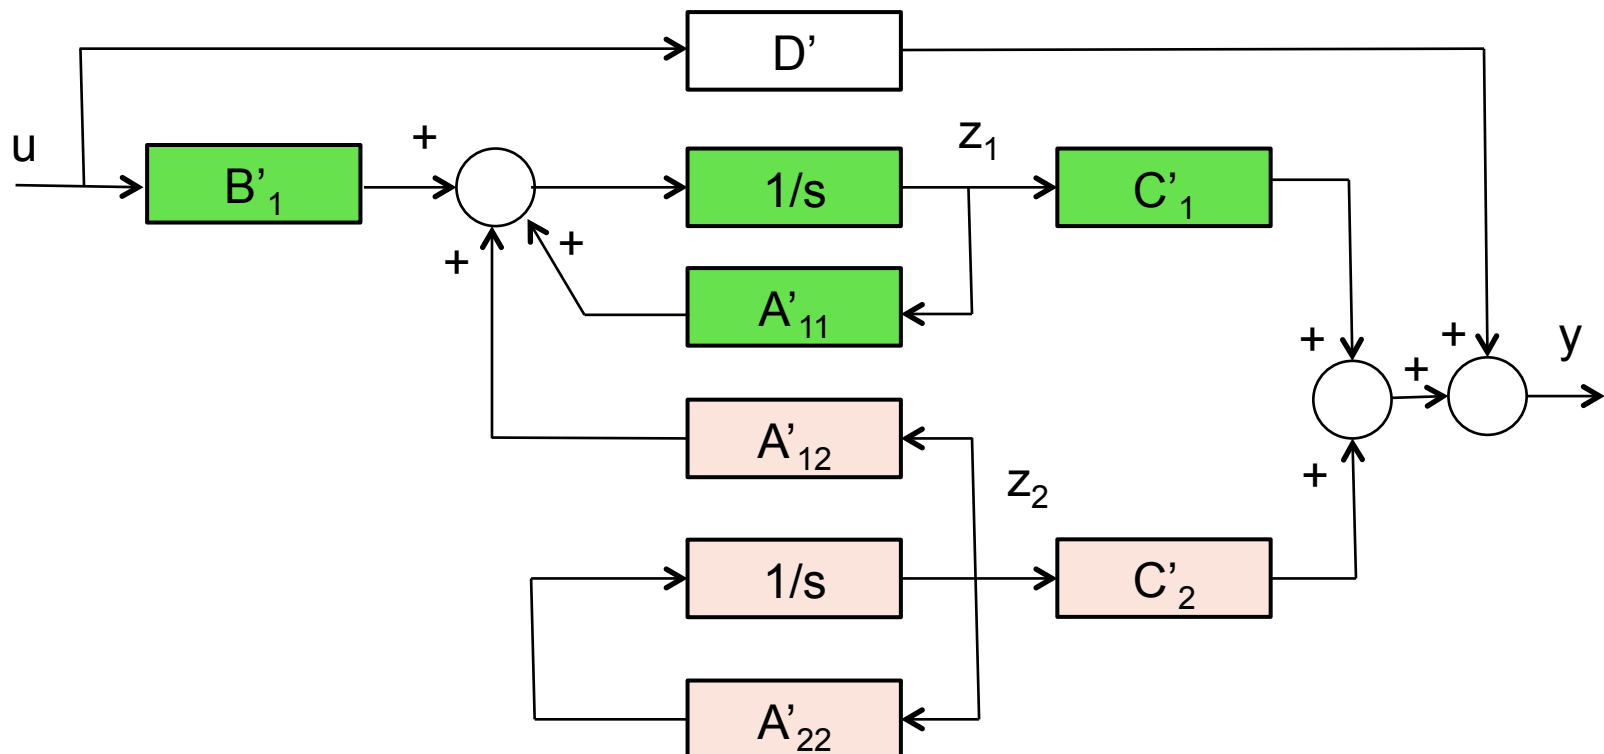 D’
u
+
z₁
B’₁
1/s
C’₁
+
+
A’₁₁
+
+
+
y
A’₁₂
z₂
+
1/s
C’₂
A’₂₂